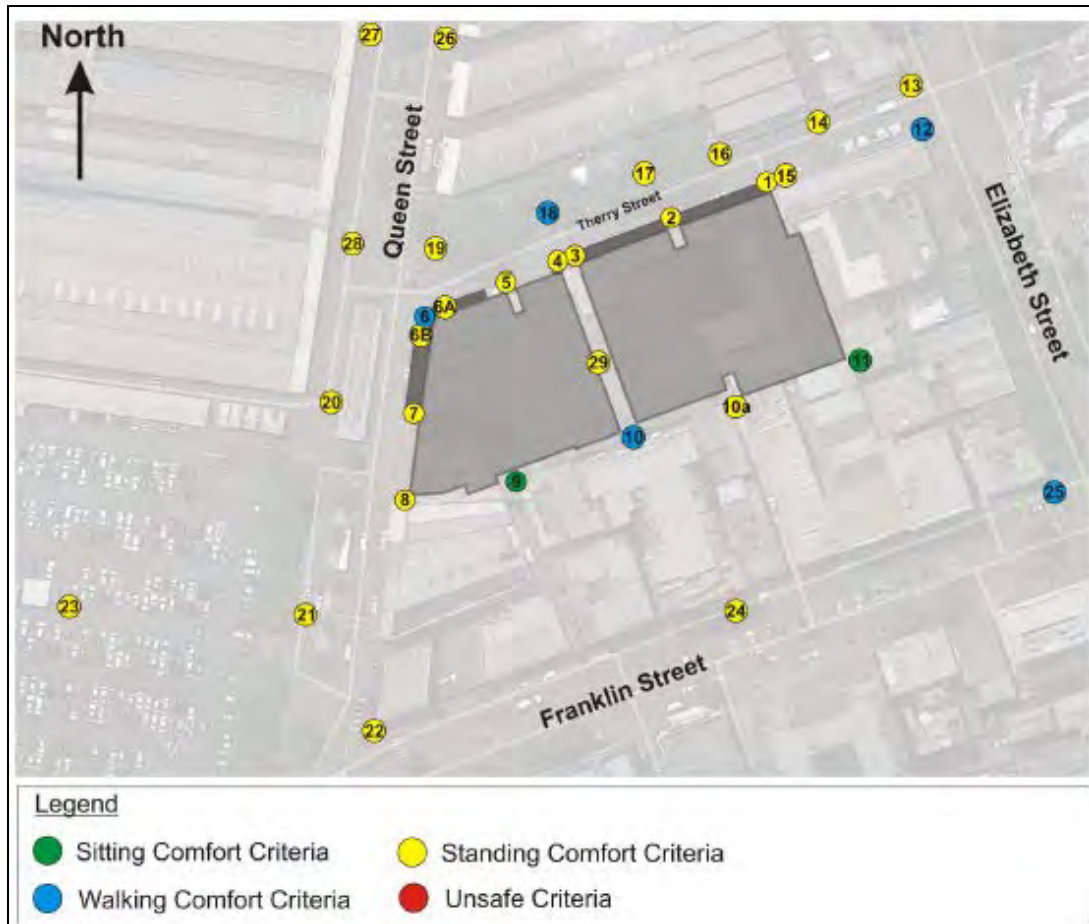 North
27
26
13
14
12
16
15
17
1
Queen Street
18
Therry Street
2
Elizabeth Street
28
19
4
3
5
6A
6
6B
29
11
20
7
10a
10
9
8
25
23
21
24
Franklin Street
22
Legend
Sitting Comfort Criteria
Standing Comfort Criteria
Walking Comfort Criteria
Unsafe Criteria